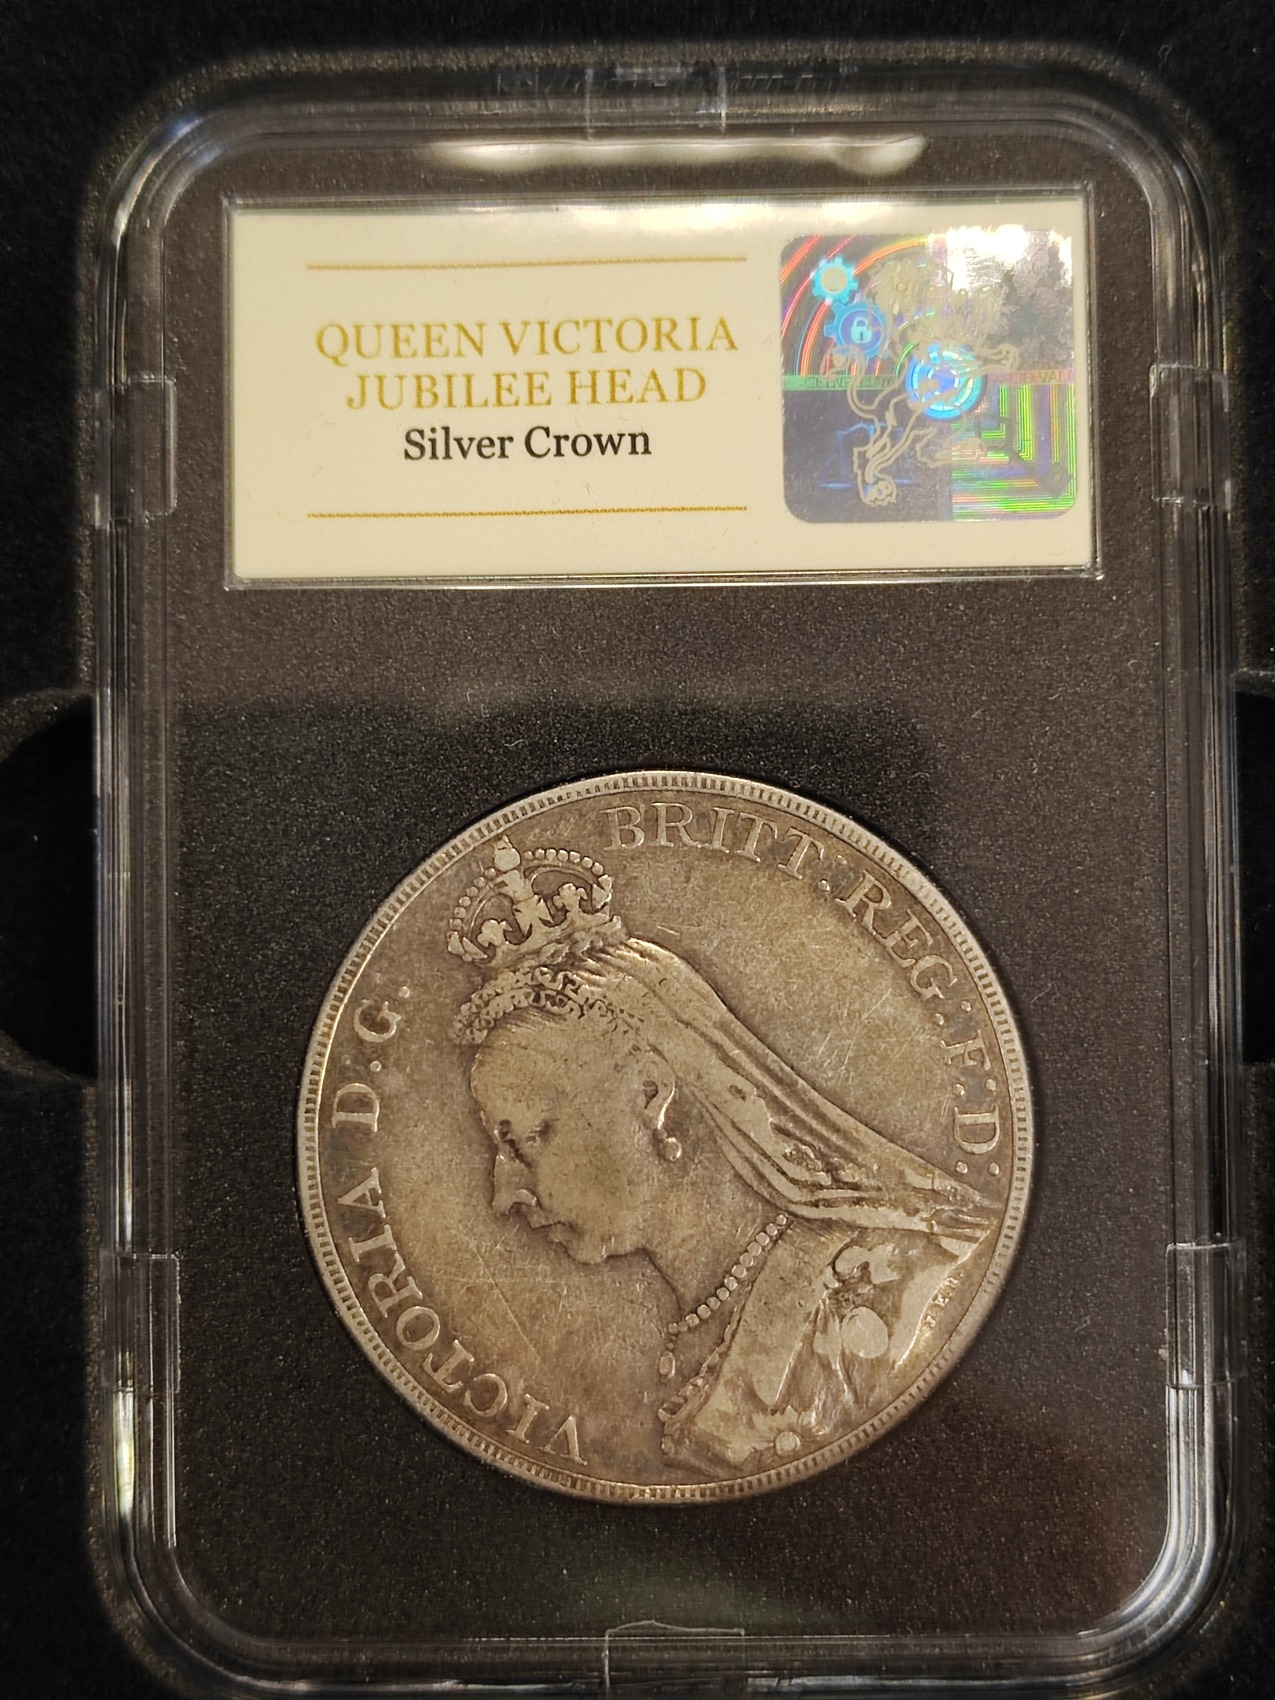 QUEEN VICTORIA
JUBILEE HEAD
Silver Crown
VICTORIA D.G. BRITT. REG: F: D: